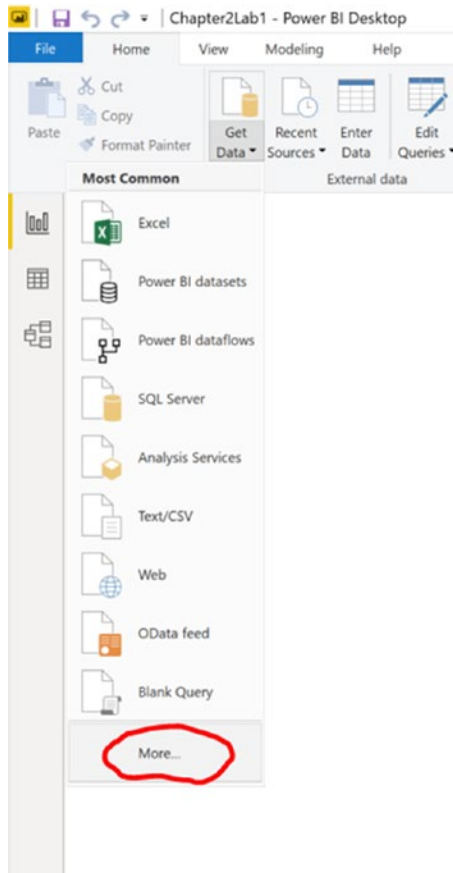 Chapter2Lab1 - Power BI Desktop
File Home View Modeling Help
Paste
Cut
Copy
Format Painter
Get Data
Recent Sources
Enter Data
Edit Queries
External data
Most Common
Excel
Power BI datasets
Power BI dataflows
SQL Server
Analysis Services
Text/CSV
Web
OData feed
Blank Query
More...